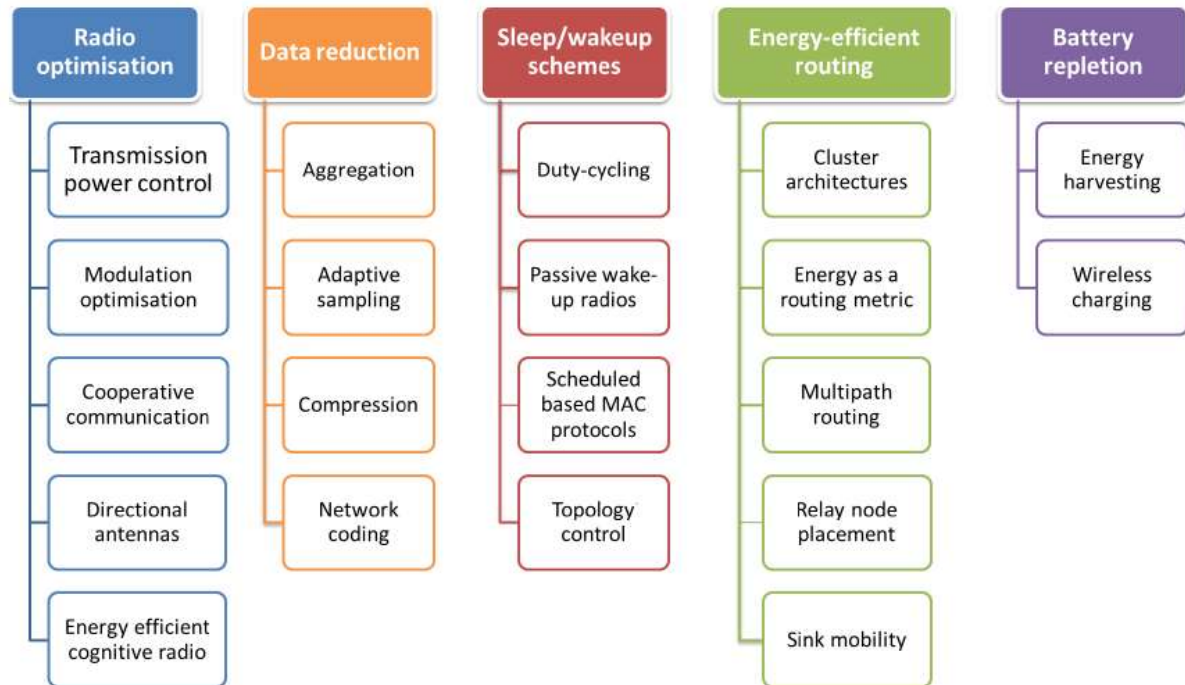 Radio
optimisation
Transmission
power control
Modulation
optimisation
Cooperative
communication
Directional
antennas
Energy efficient
cognitive radio
Data reduction
Aggregation
Adaptive
sampling
Compression
Network
coding
Sleep/wakeup
schemes
Duty-cycling
Passive wake-
up radios
Scheduled
based MAC
protocols
Topology
control
Energy-efficient
routing
Cluster
architectures
Energy as a
routing metric
Multipath
routing
Relay node
placement
Sink mobility
Battery
repletion
Energy
harvesting
Wireless
charging